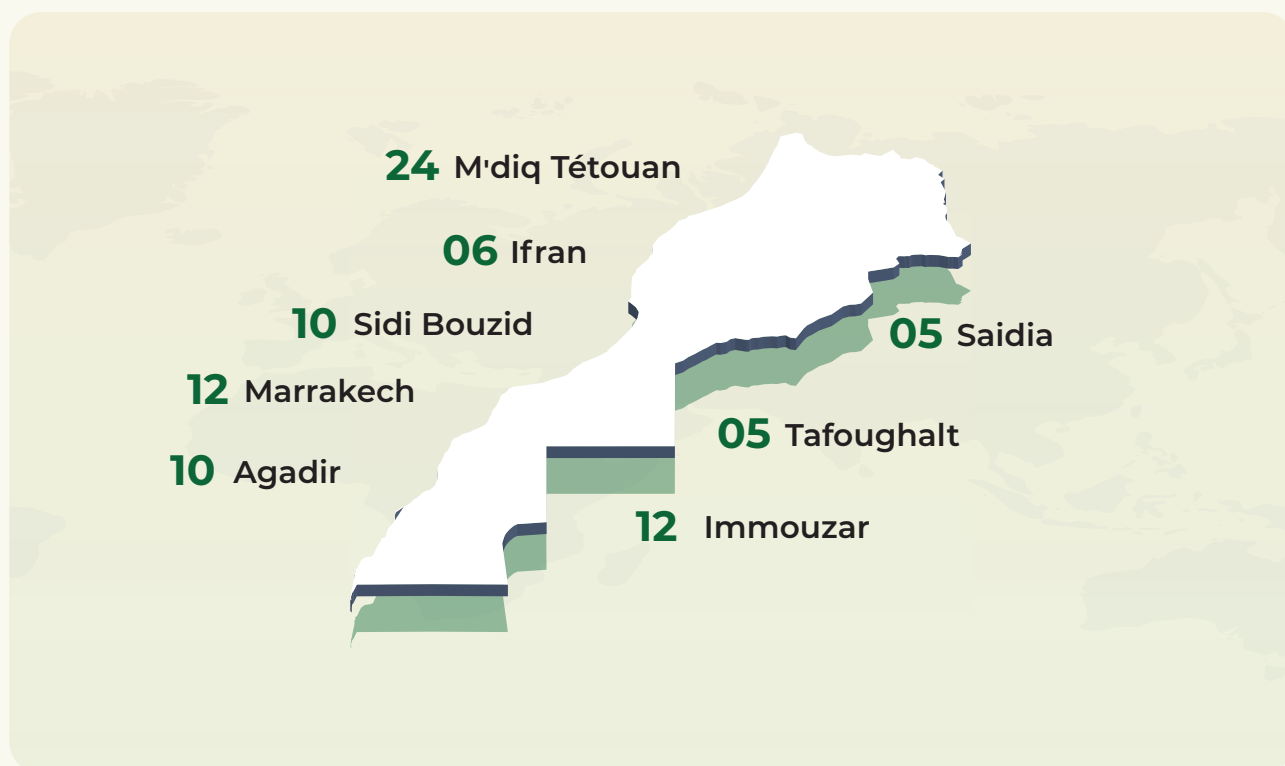 24 M'diq Tétouan
06 Ifran
10 Sidi Bouzid
05 Saidia
12 Marrakech
05 Tafoughalt
10 Agadir
12 Immouzar